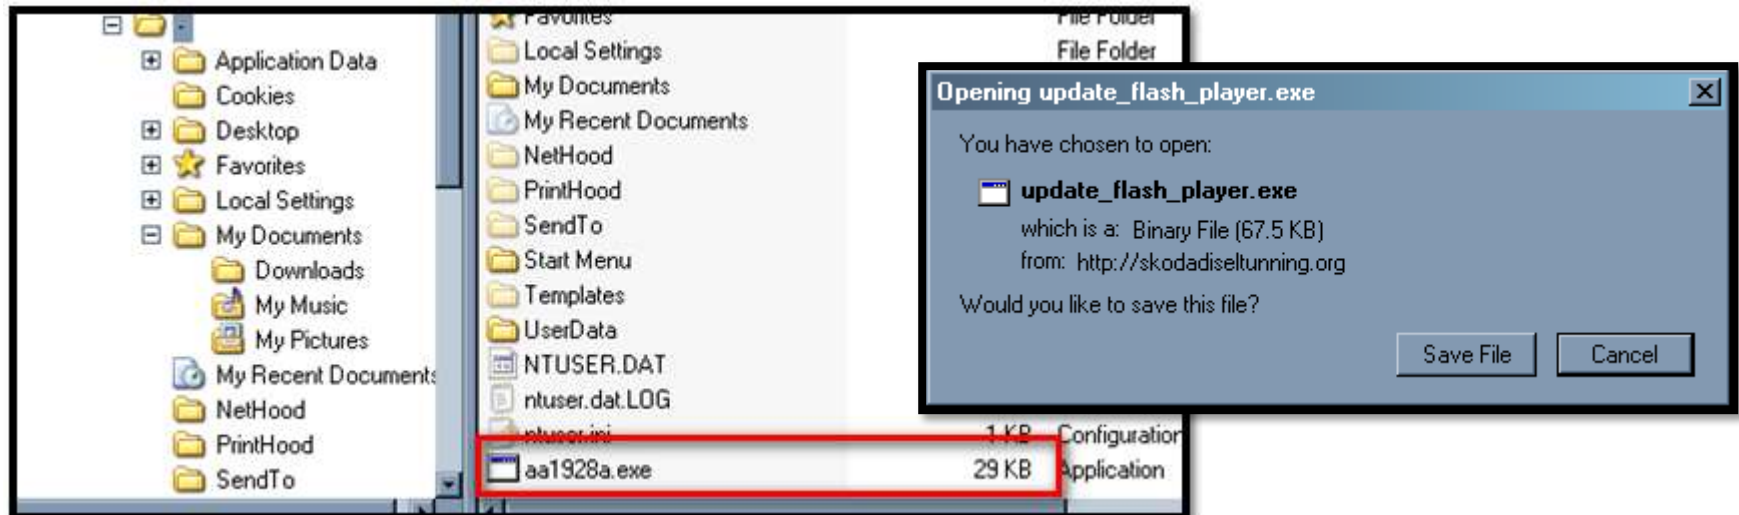 -
Application Data
Cookies
Desktop
Favorites
Local Settings
My Documents
Downloads
My Music
My Pictures
My Recent Documents
NetHood
PrintHood
SendTo
Favorites File Folder
Local Settings File Folder
My Documents
My Recent Documents
NetHood
PrintHood
SendTo
Start Menu
Templates
UserData
NTUSER.DAT
ntuser.dat.LOG
ntuser.ini 1 KB Configuration
aa1928a.exe 29 KB Application
Opening update_flash_player.exe
You have chosen to open:
update_flash_player.exe
which is a: Binary File (67.5 KB)
from: http://skodadiseltunning.org
Would you like to save this file?
Save File Cancel